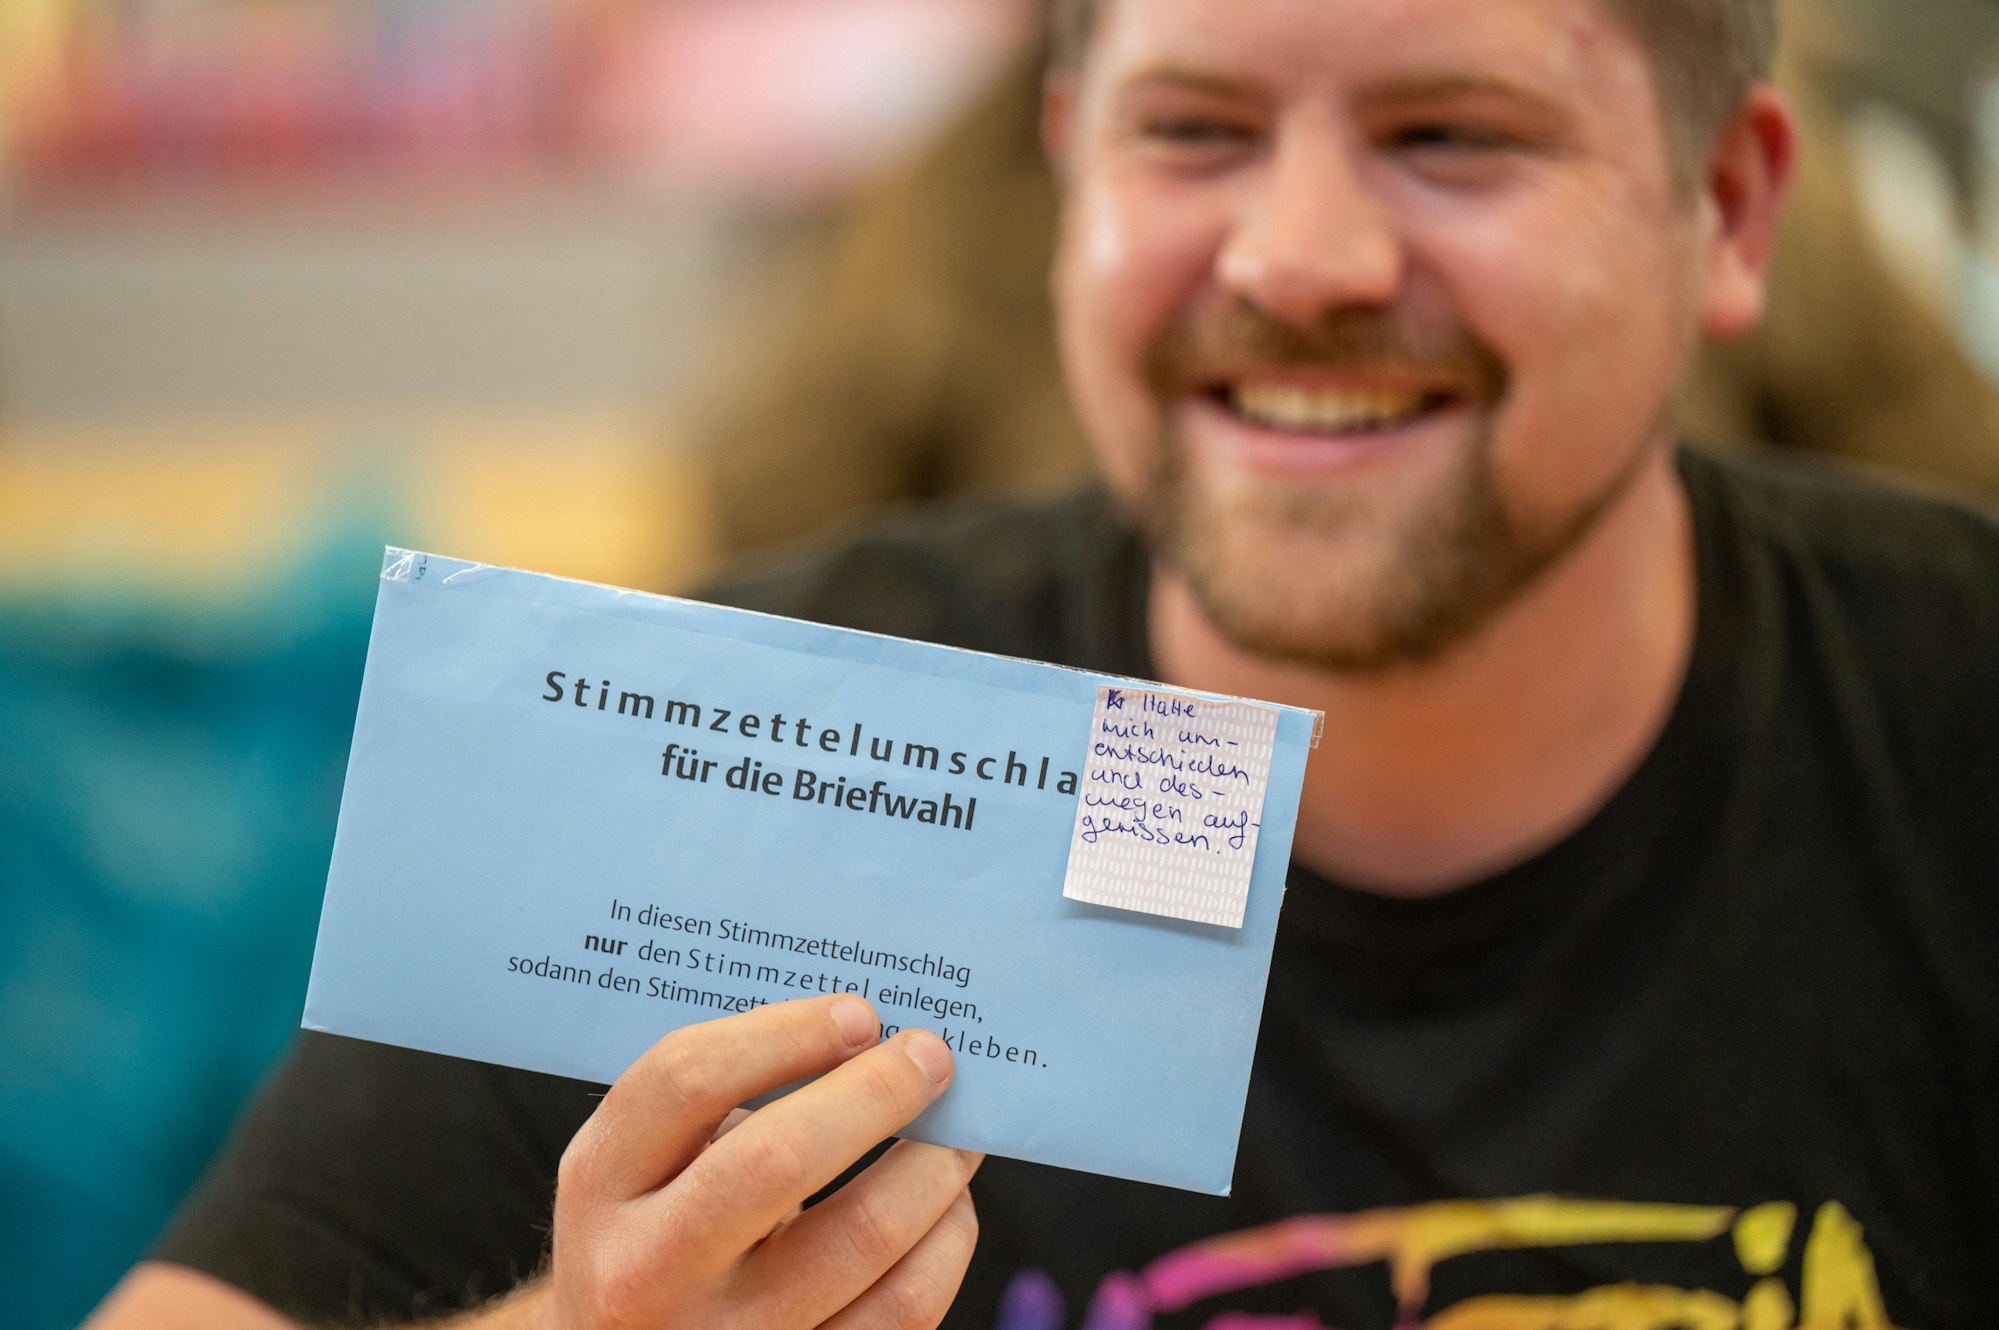 Stimmzettelumschla
für die Briefwahl
Hatte
mich um-
entschieden
und des-
wegen auf-
gerissen.
In diesen Stimmzettelumschlag
nur den Stimmzettel einlegen,
sodann den Stimmzett
kleben.